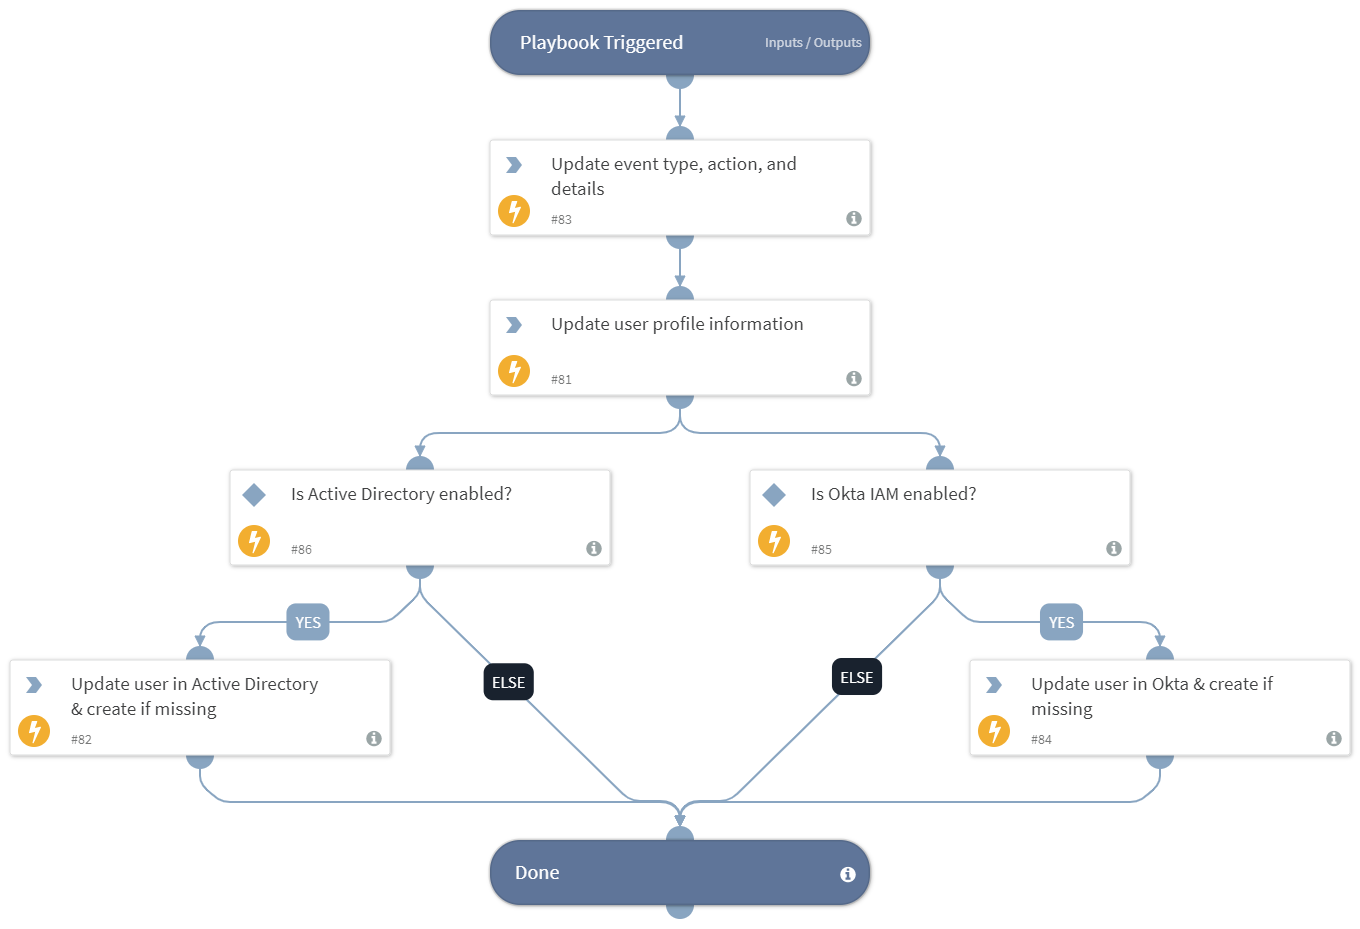 Playbook Triggered
Inputs / Outputs
Update event type, action, and
details
#83
Update user profile information
#81
Is Active Directory enabled?
#86
Is Okta IAM enabled?
#85
YES
YES
ELSE
ELSE
Update user in Active Directory
& create if missing
#82
Update user in Okta & create if
missing
#84
Done